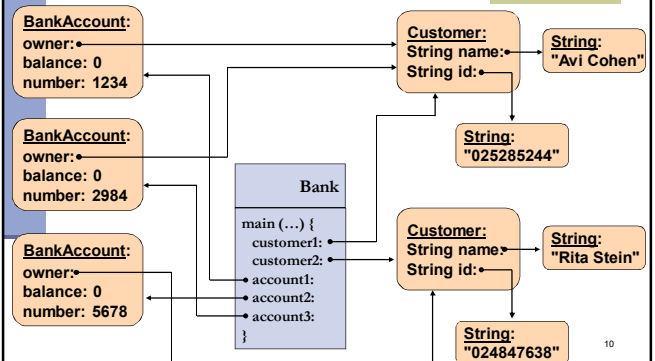 BankAccount:
owner:
balance: 0
number: 1234
Customer:
String name:
String id:
String:
"Avi Cohen"
String:
"025285244"
BankAccount:
owner:
balance: 0
number: 2984
Bank
main (…) {
customer1:
customer2:
account1:
account2:
account3:
}
Customer:
String name:
String id:
String:
"Rita Stein"
String:
"024847638"
BankAccount:
owner:
balance: 0
number: 5678
10